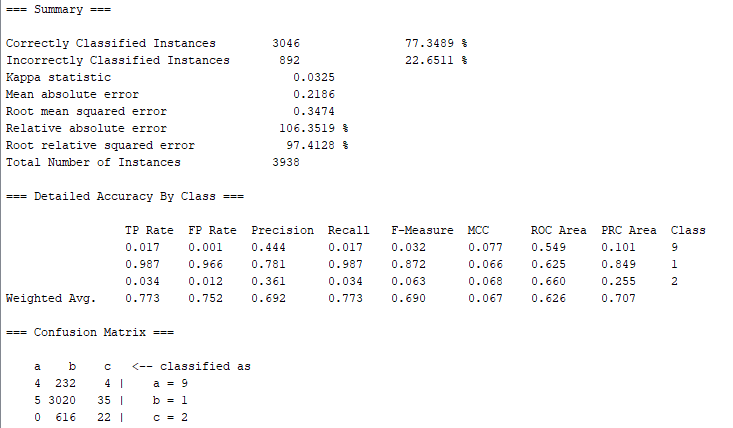 === Summary ===
Correctly Classified Instances 3046 77.3489 %
Incorrectly Classified Instances 892 22.6511 %
Kappa statistic 0.0325
Mean absolute error 0.2186
Root mean squared error 0.3474
Relative absolute error 106.3519 %
Root relative squared error 97.4128 %
Total Number of Instances 3938
=== Detailed Accuracy By Class ===
TP Rate FP Rate Precision Recall F-Measure MCC ROC Area PRC Area Class
0.017 0.001 0.444 0.017 0.032 0.077 0.549 0.101 9
0.987 0.966 0.781 0.987 0.872 0.066 0.625 0.849 1
0.034 0.012 0.361 0.034 0.063 0.068 0.660 0.255 2
Weighted Avg. 0.773 0.752 0.692 0.773 0.690 0.067 0.626 0.707
=== Confusion Matrix ===
a b c <-- classified as
4 232 4 | a = 9
5 3020 35 | b = 1
0 616 22 | c = 2